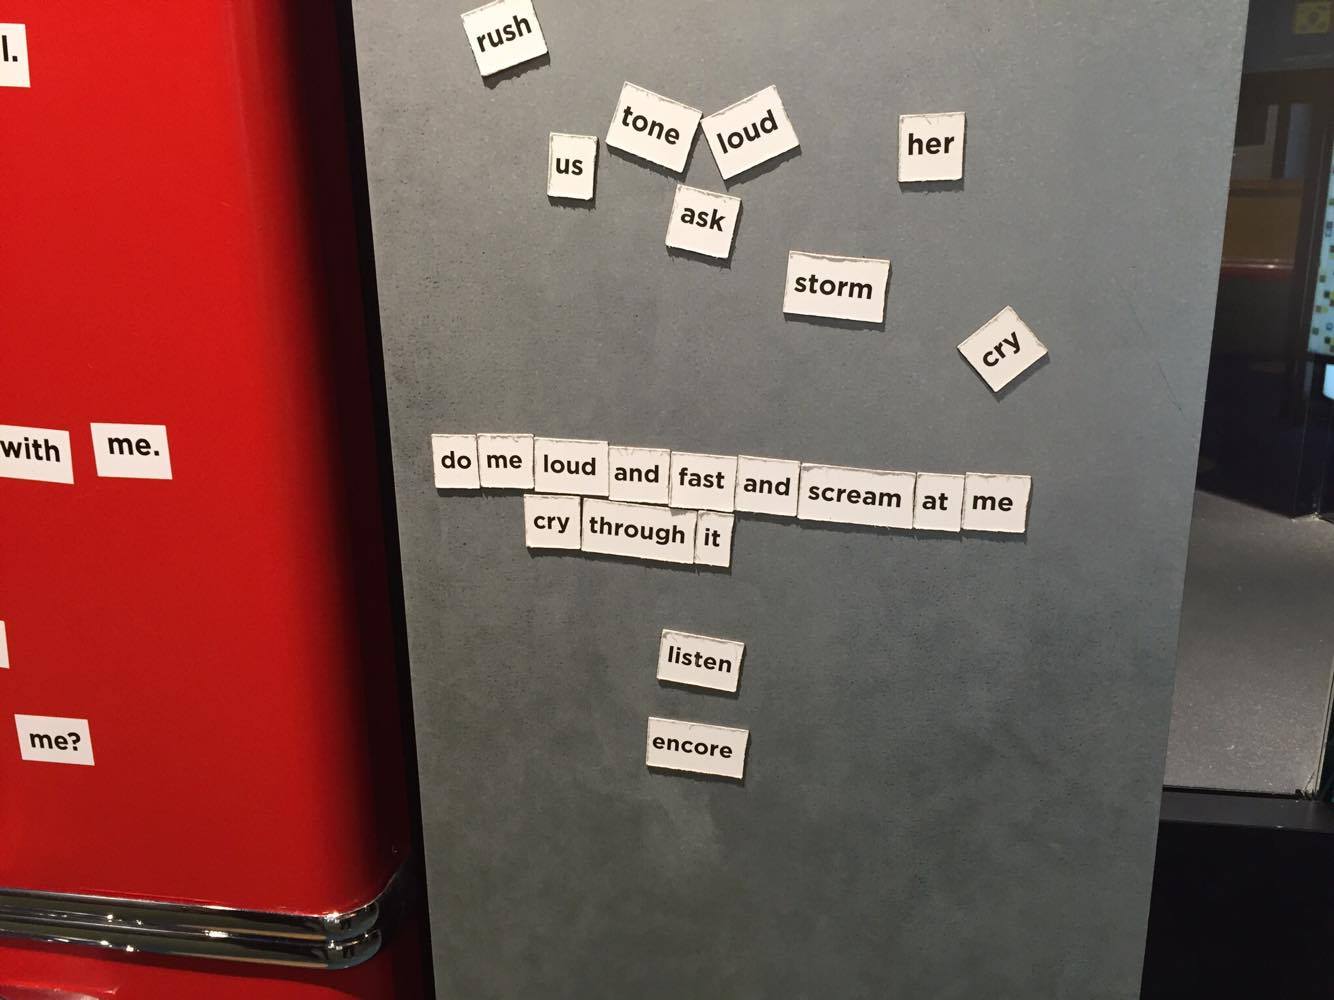 l.
rush
tone loud
us
her
ask
storm
cry
with me.
do me loud and fast and scream at me
cry through it
listen
encore
me?